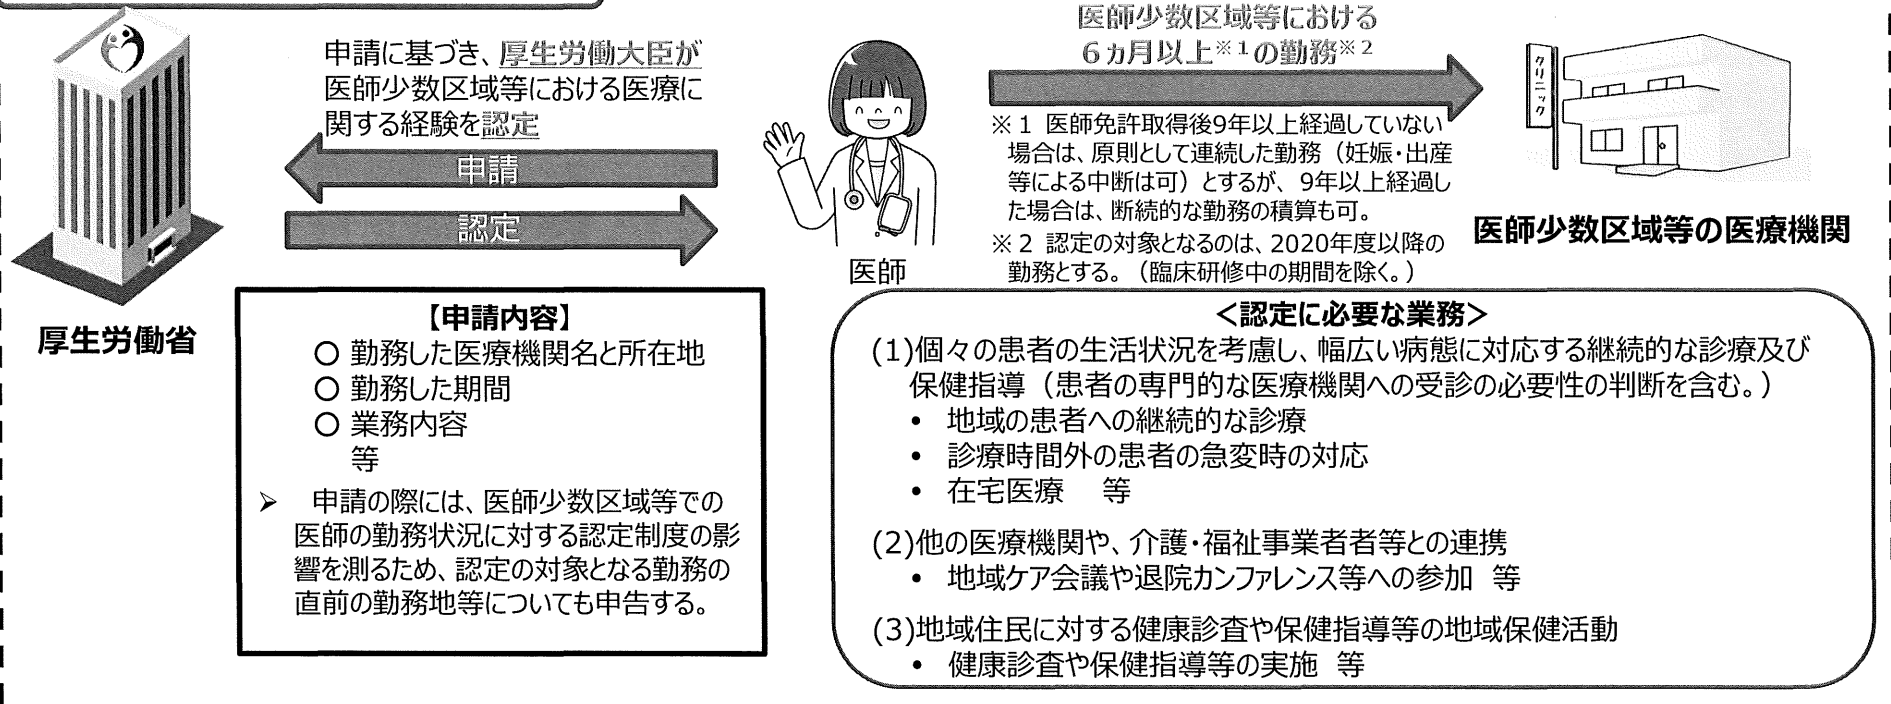 申請に基づき、厚生労働大臣が
医師少数区域等における医療に
関する経験を認定
申請
認定
厚生労働省
医師
医師少数区域等における
6ヵ月以上※1の勤務※2
※1 医師免許取得後9年以上経過していない
場合は、原則として連続した勤務（妊娠・出産
等による中断は可）とするが、9年以上経過し
た場合は、断続的な勤務の積算も可。
※2 認定の対象となるのは、2020年度以降の
勤務とする。（臨床研修中の期間を除く。）
クリニック
医師少数区域等の医療機関
【申請内容】
○ 勤務した医療機関名と所在地
○ 勤務した期間
○ 業務内容
等
➢ 申請の際には、医師少数区域等での
医師の勤務状況に対する認定制度の影
響を測るため、認定の対象となる勤務の
直前の勤務地等についても申告する。
＜認定に必要な業務＞
(1)個々の患者の生活状況を考慮し、幅広い病態に対応する継続的な診療及び
保健指導（患者の専門的な医療機関への受診の必要性の判断を含む。）
• 地域の患者への継続的な診療
• 診療時間外の患者の急変時の対応
• 在宅医療 等
(2)他の医療機関や、介護・福祉事業者者等との連携
• 地域ケア会議や退院カンファレンス等への参加 等
(3)地域住民に対する健康診査や保健指導等の地域保健活動
• 健康診査や保健指導等の実施 等